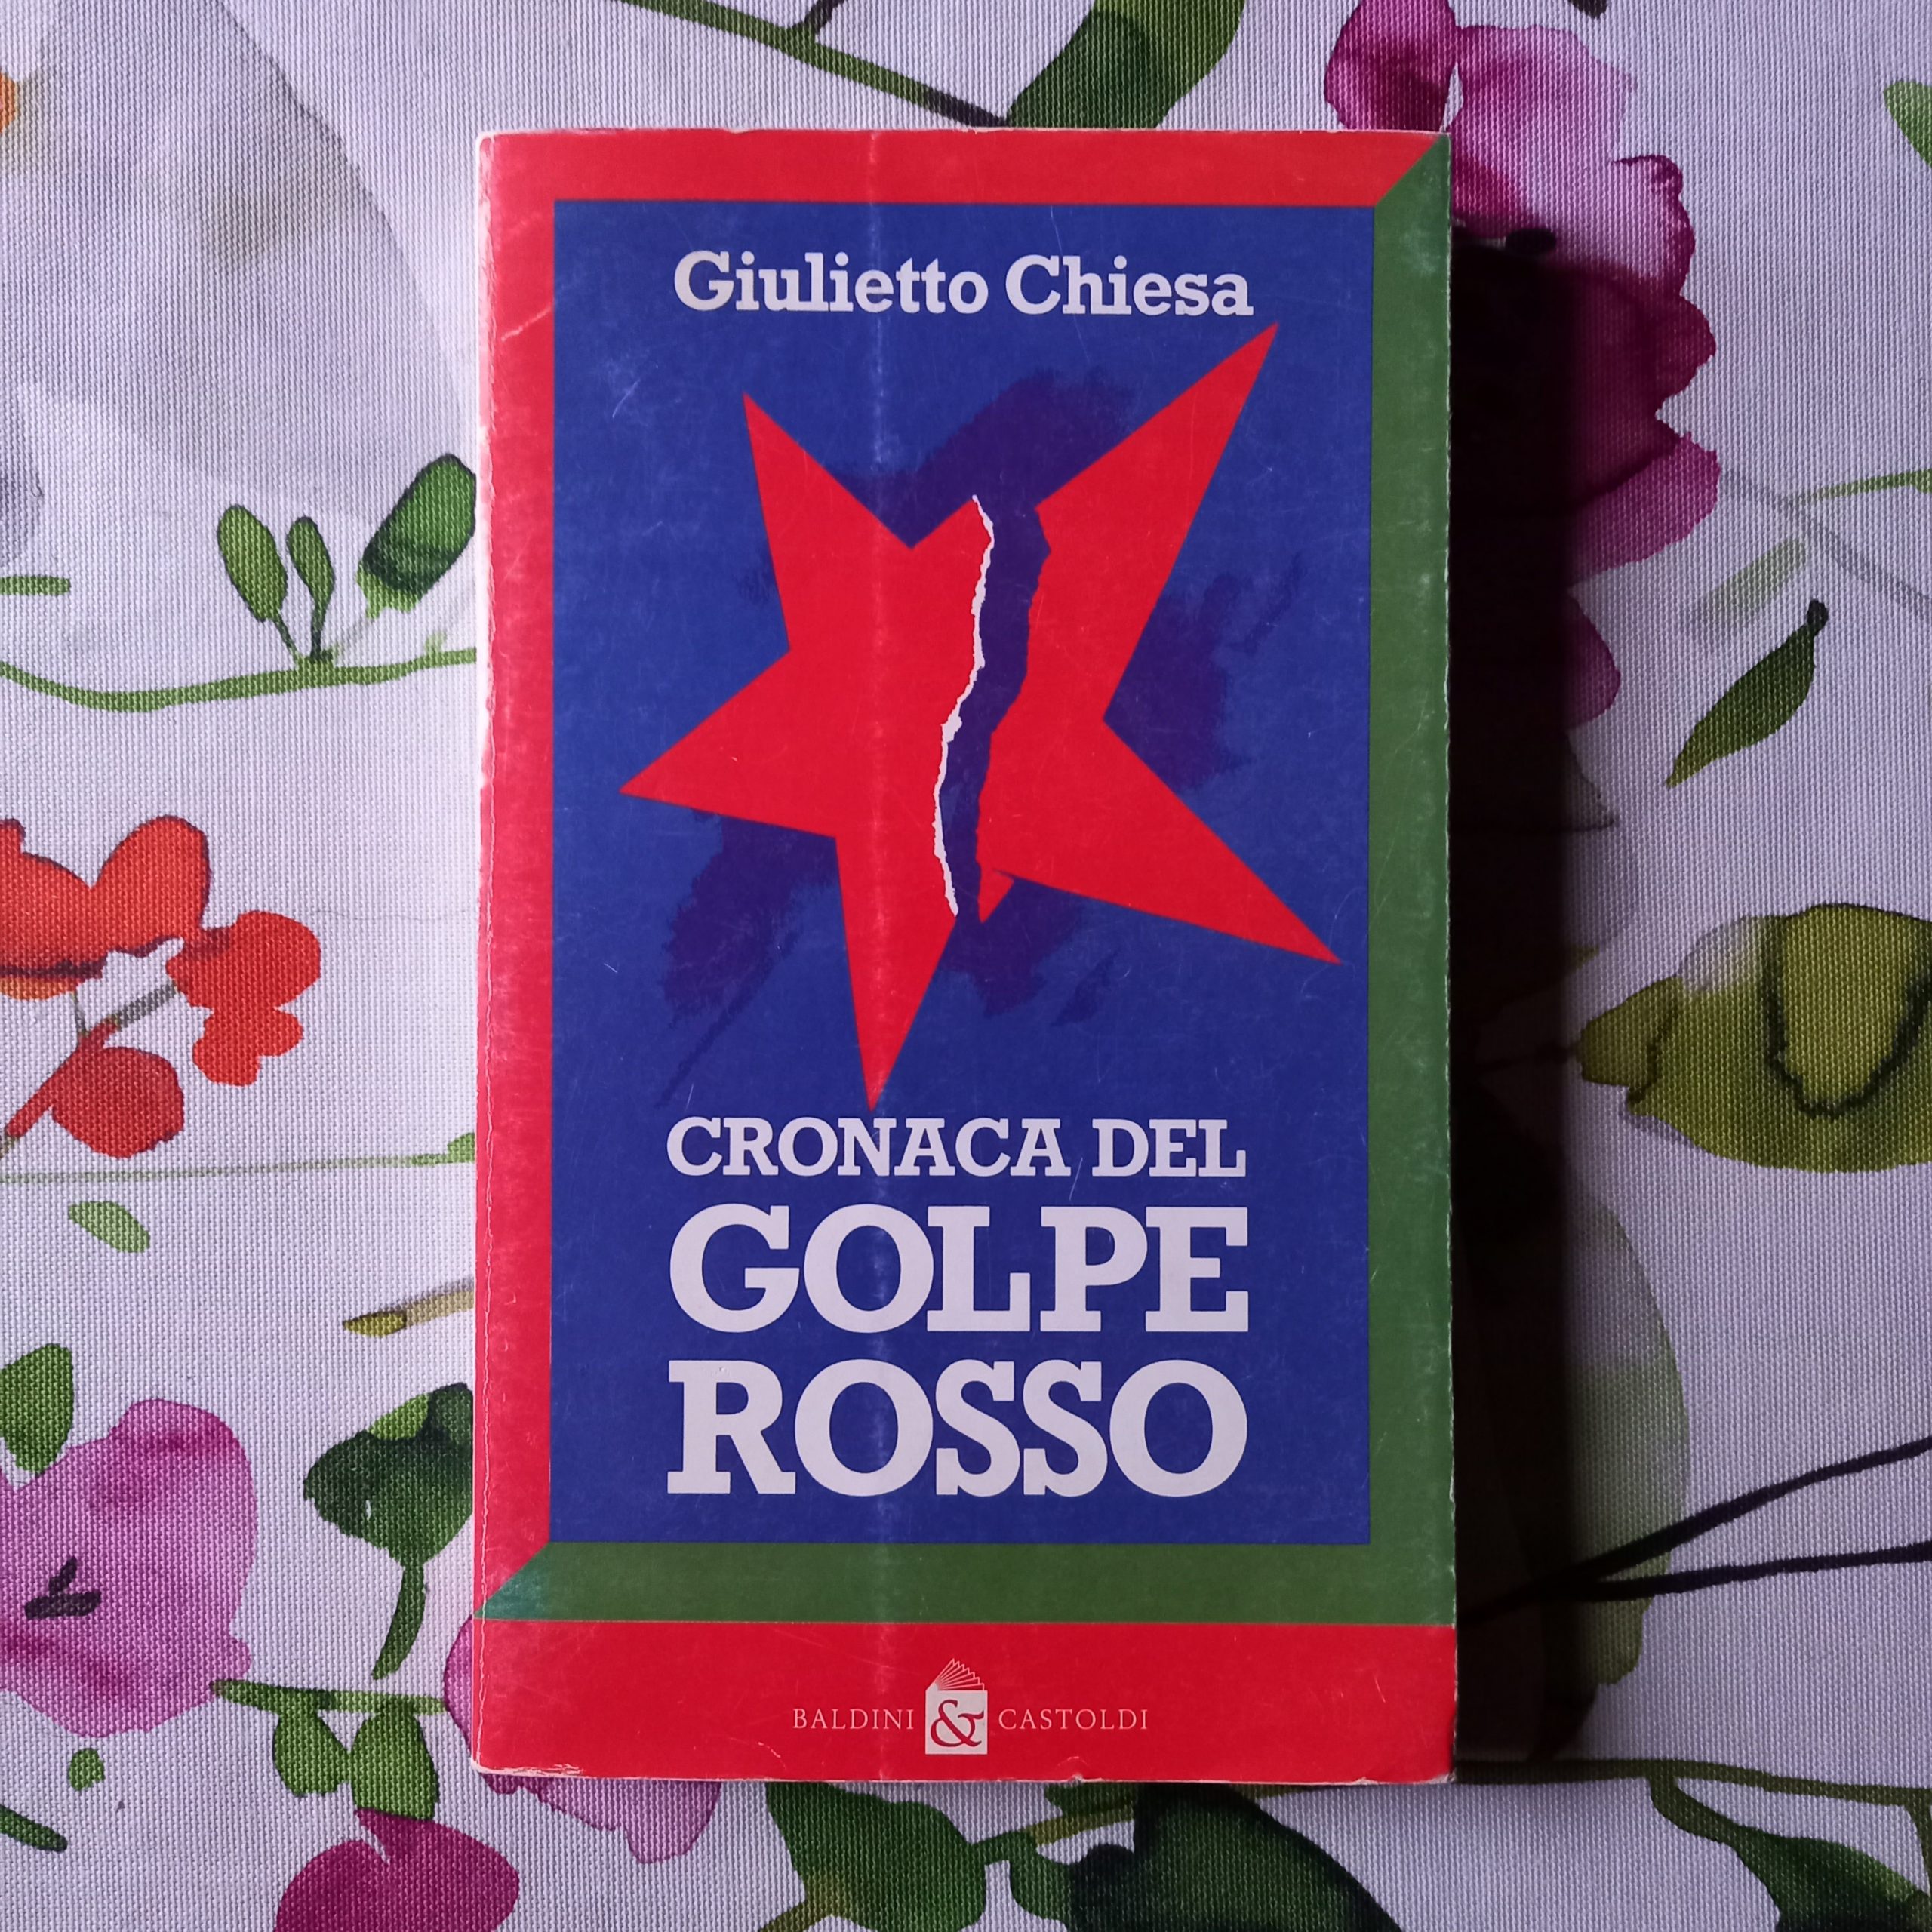 Giulietto Chiesa
CRONACA DEL
GOLPE
ROSSO
BALDINI & CASTOLDI